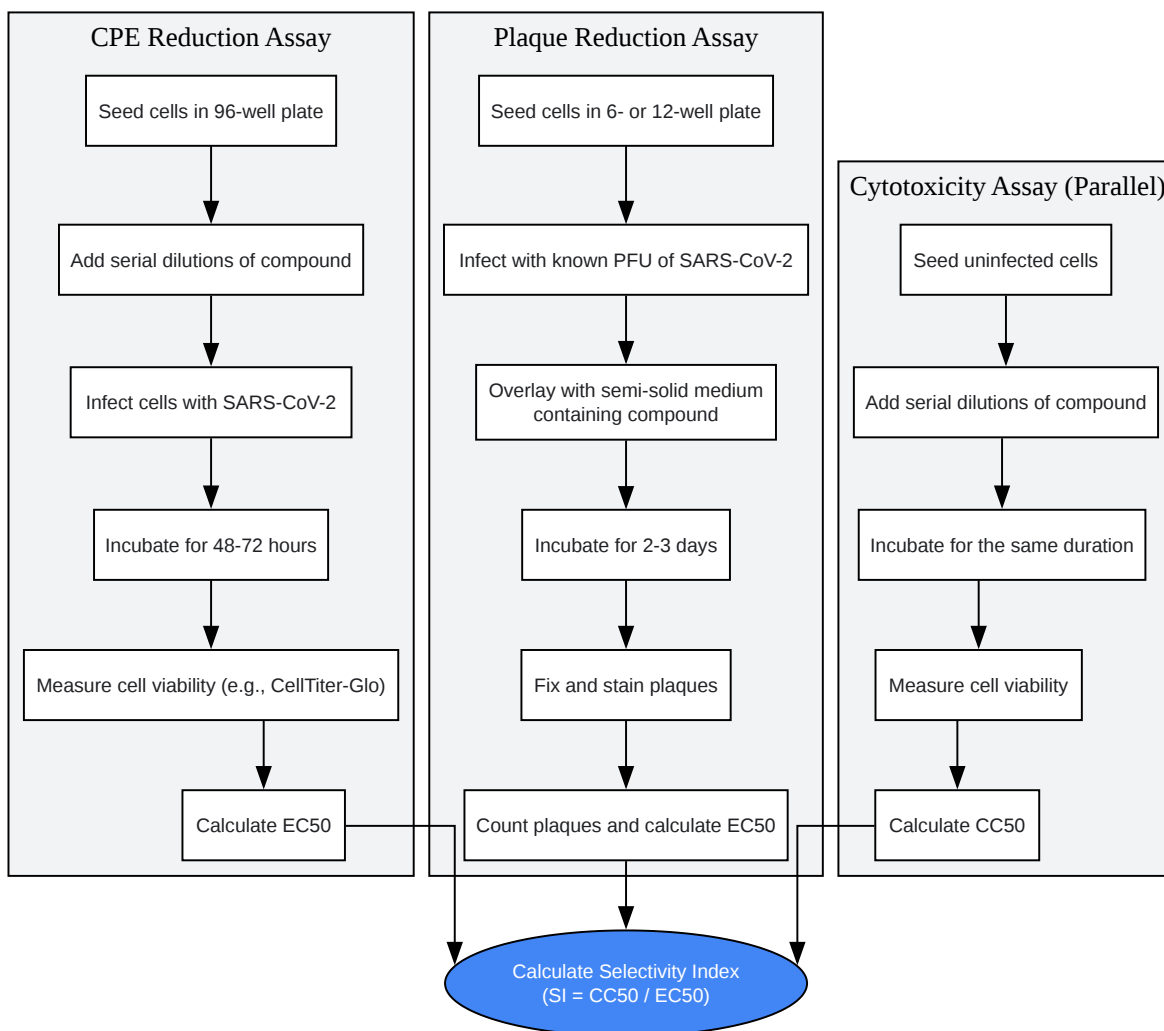 CPE Reduction Assay
Seed cells in 96-well plate
Add serial dilutions of compound
Infect cells with SARS-CoV-2
Incubate for 48-72 hours
Measure cell viability (e.g., CellTiter-Glo)
Calculate EC50
Plaque Reduction Assay
Seed cells in 6- or 12-well plate
Infect with known PFU of SARS-CoV-2
Overlay with semi-solid medium
containing compound
Incubate for 2-3 days
Fix and stain plaques
Count plaques and calculate EC50
Cytotoxicity Assay (Parallel)
Seed uninfected cells
Add serial dilutions of compound
Incubate for the same duration
Measure cell viability
Calculate CC50
Calculate Selectivity Index
(SI = CC50 / EC50)